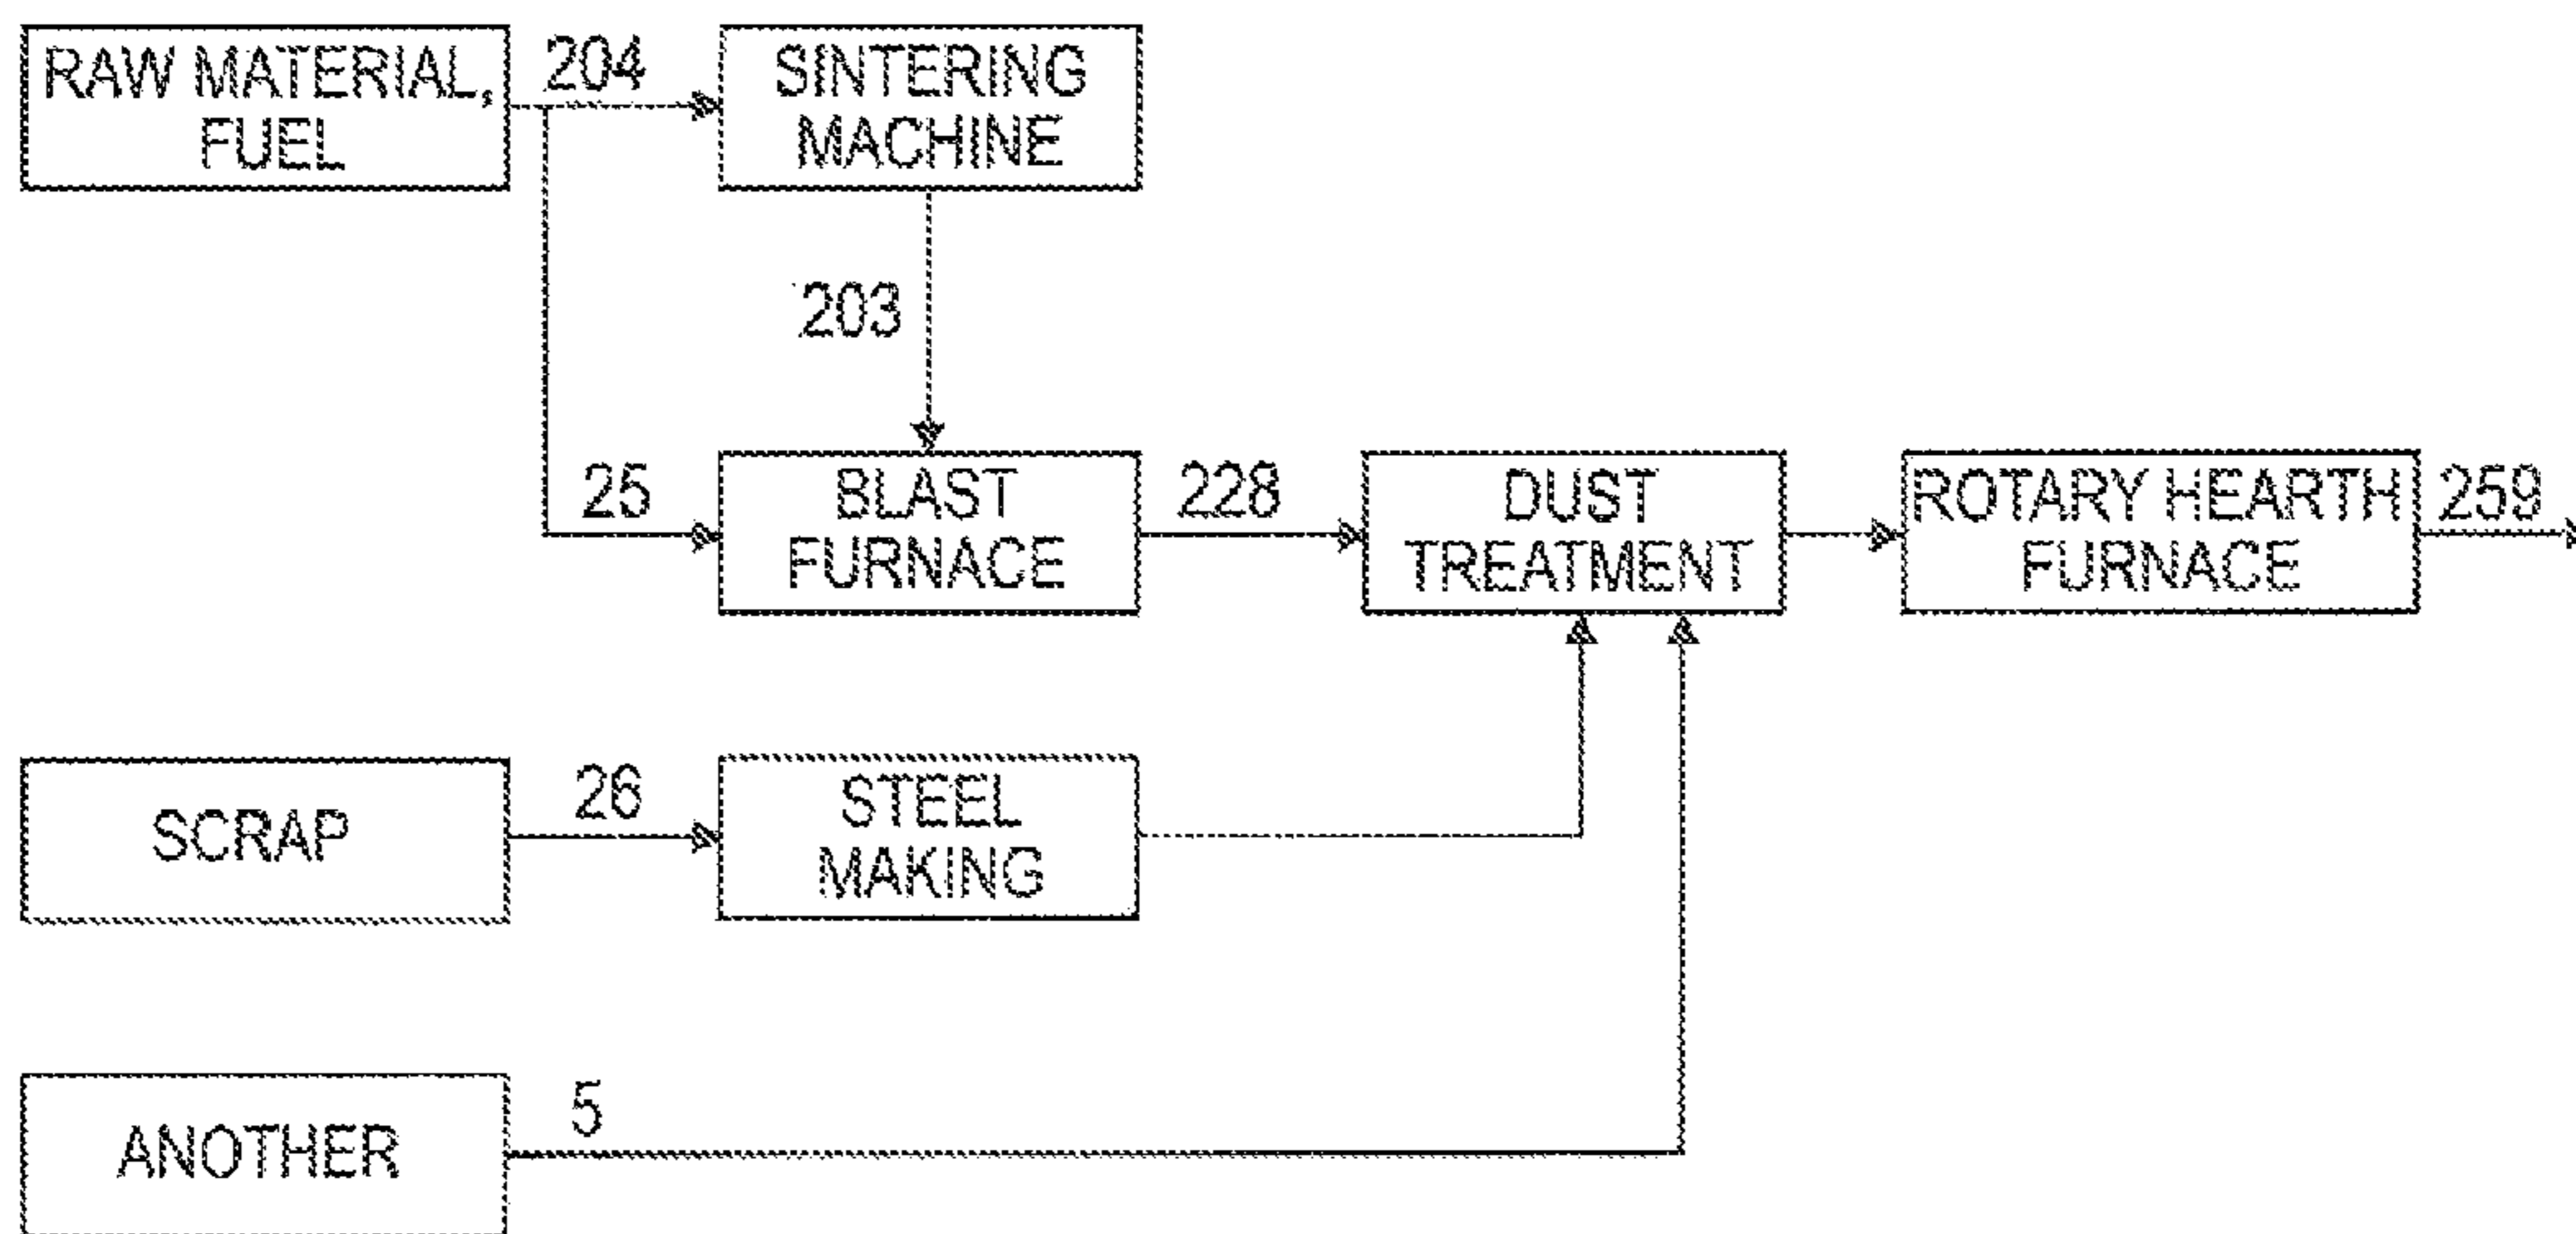 RAW MATERIAL,
FUEL
204
SINTERING
MACHINE
203
25
BLAST
FURNACE
228
DUST
TREATMENT
ROTARY HEARTH
FURNACE
259
SCRAP
26
STEEL
MAKING
ANOTHER
5